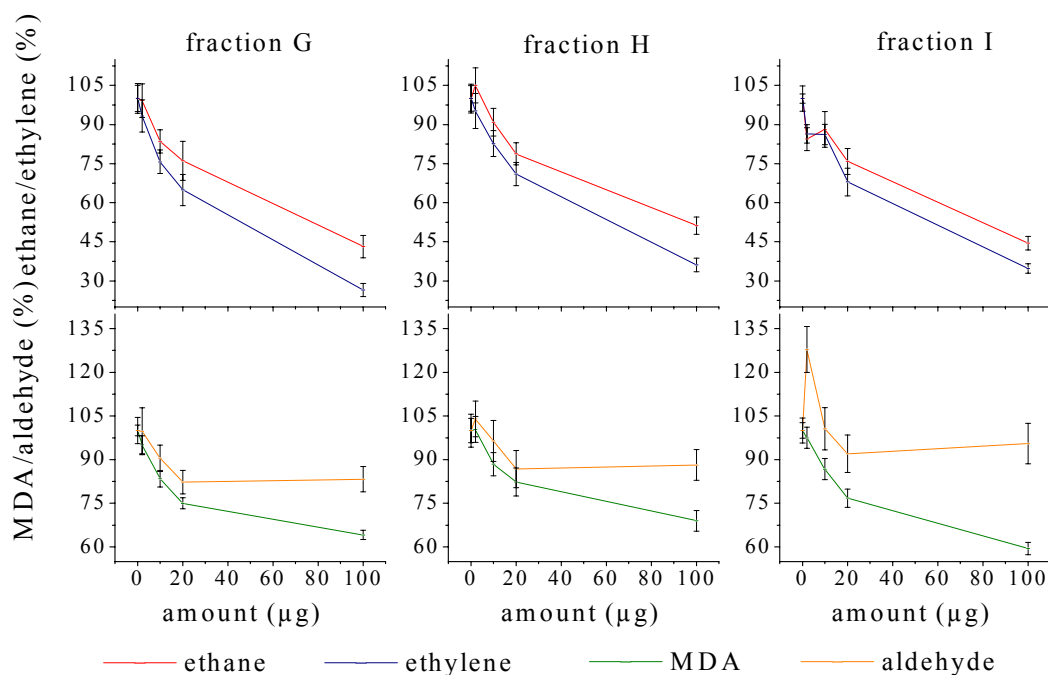 fraction G
fraction H
fraction I
MDA/aldehyde (%) ethane/ethylene (%)
105
90
75
60
45
30
105
90
75
60
45
30
105
90
75
60
45
30
135
120
105
90
75
60
135
120
105
90
75
60
135
120
105
90
75
60
0 20 40 60 80 100
0 20 40 60 80 100
0 20 40 60 80 100
amount (μg)
amount (μg)
amount (μg)
ethane
ethylene
MDA
aldehyde